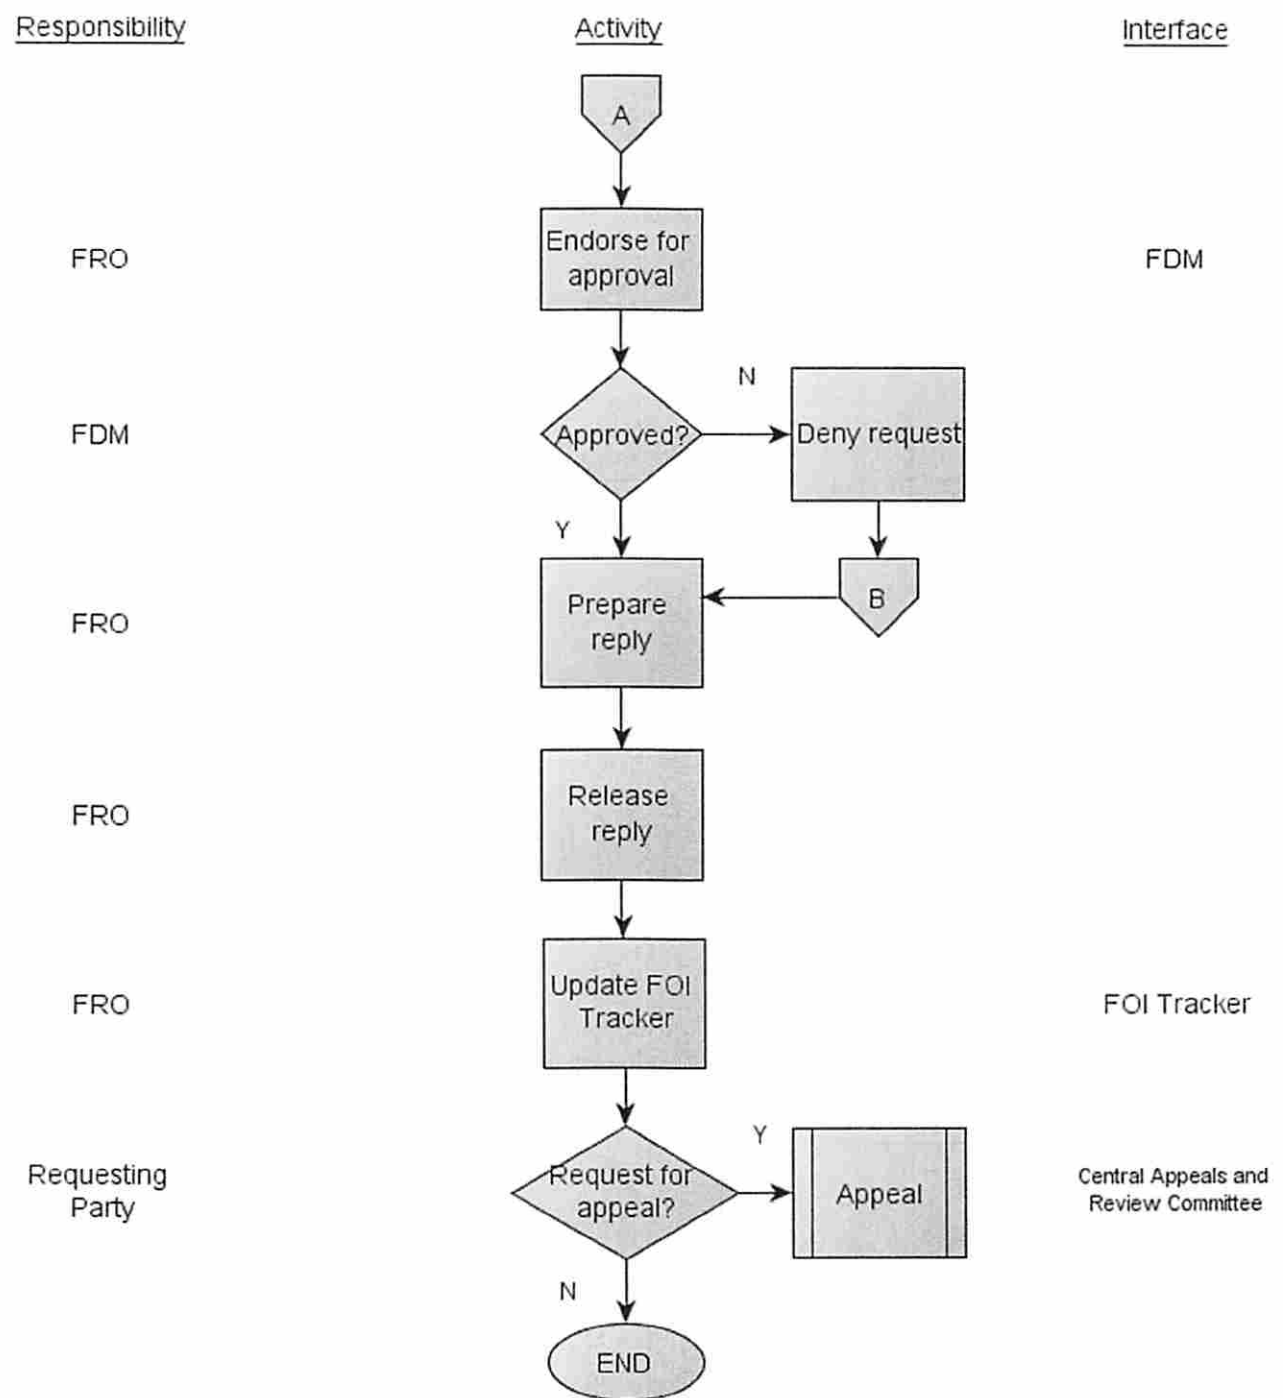 Responsibility
Activity
Interface
A
FRO
Endorse for
approval
FDM
FDM
Approved?
N
Deny request
Y
FRO
Prepare
reply
B
FRO
Release
reply
FRO
Update FOI
Tracker
FOI Tracker
Requesting
Party
Request for
appeal?
Y
Appeal
Central Appeals and
Review Committee
N
END